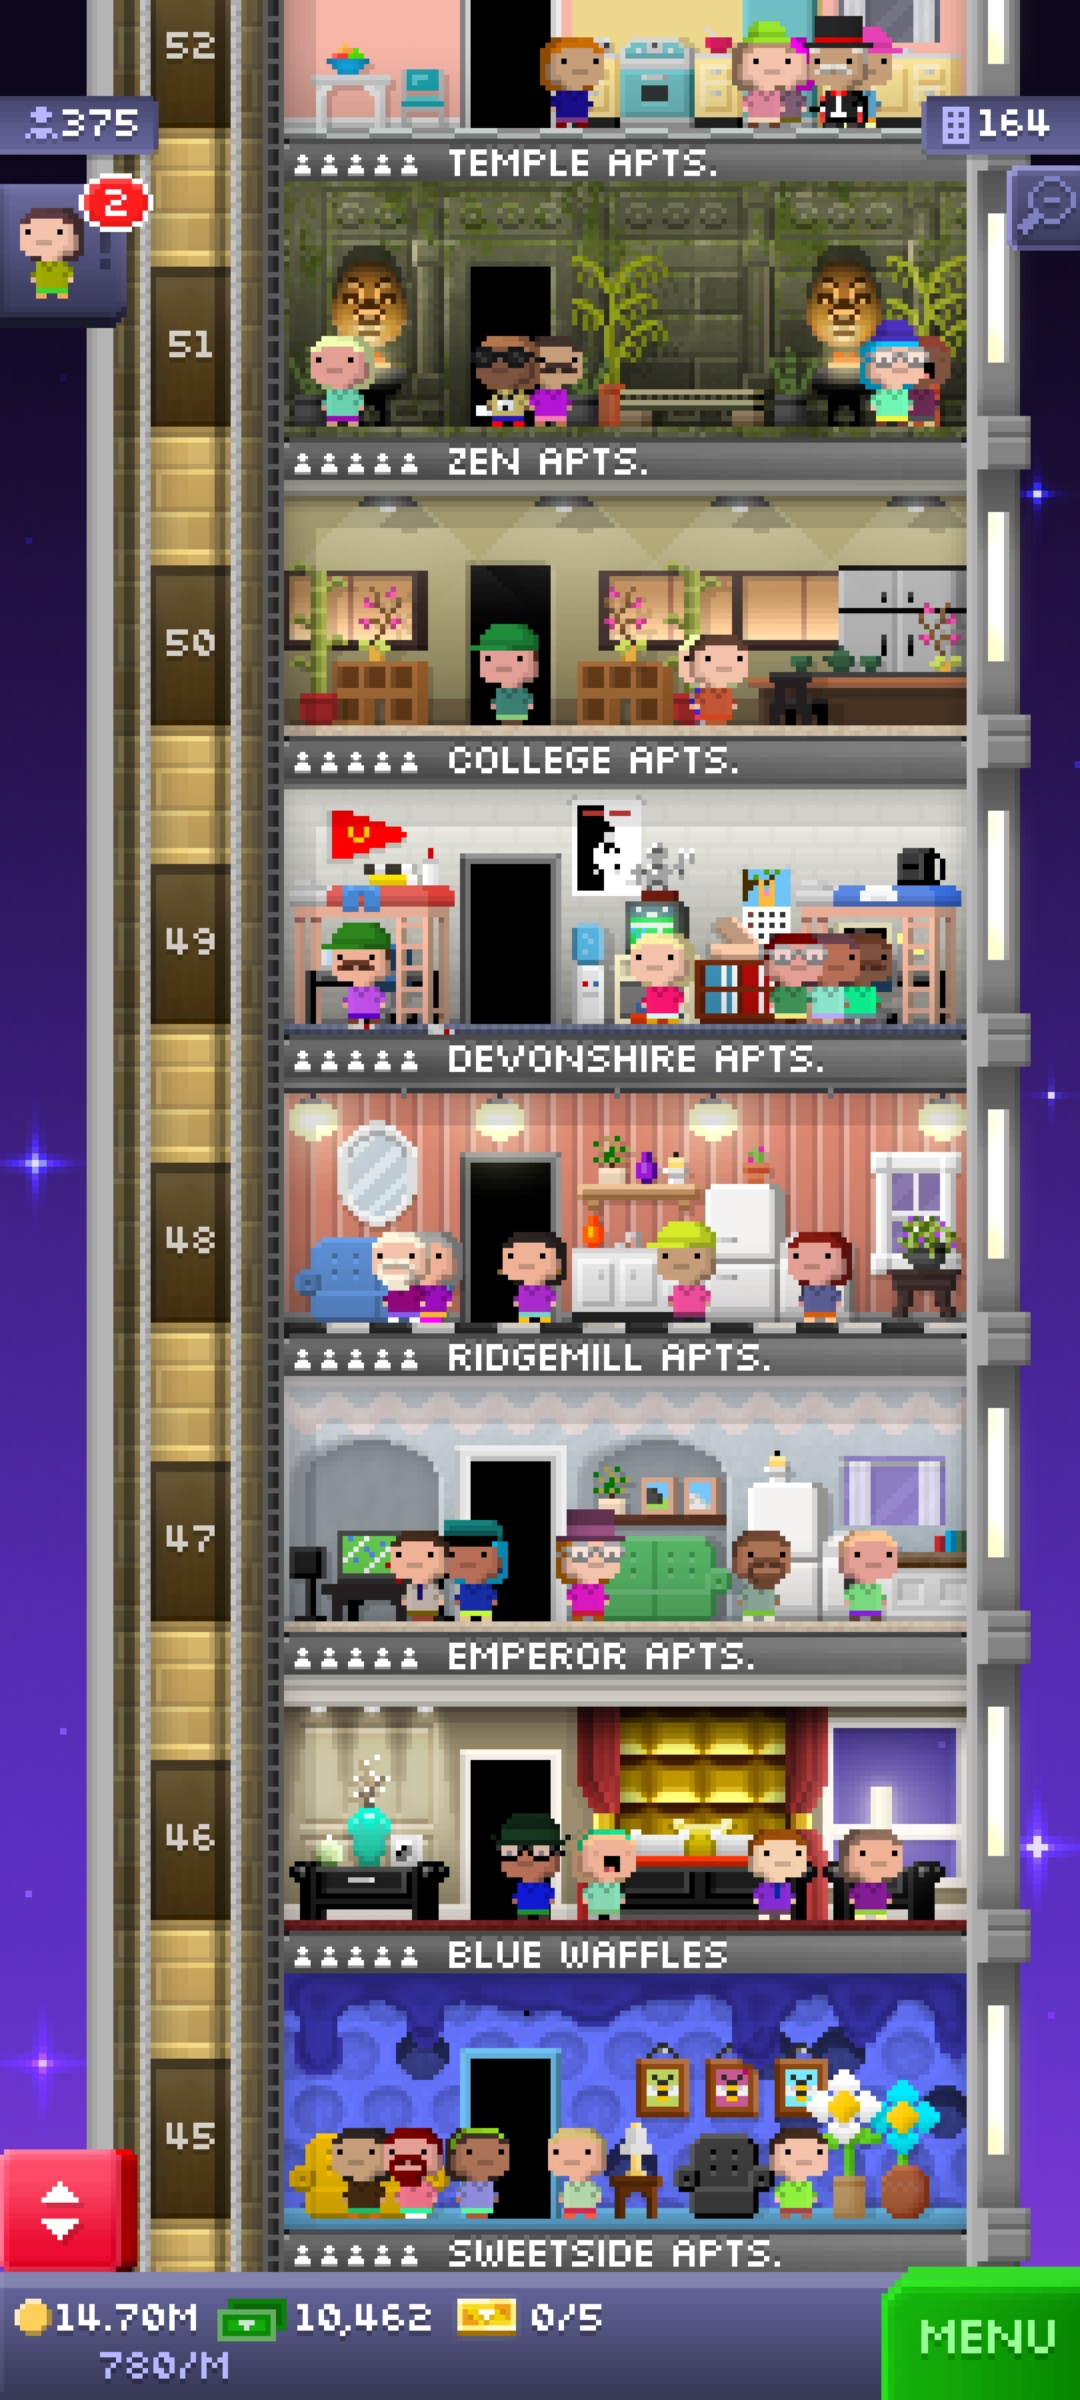 52
375
164
TEMPLE APTS.
2
51
ZEN APTS.
50
COLLEGE APTS.
49
DEVONSHIRE APTS.
48
RIDGEMILL APTS.
47
EMPEROR APTS.
46
BLUE WAFFLES
45
SWEETSIDE APTS.
14.70M 10,462 0/5
780/M
MENU